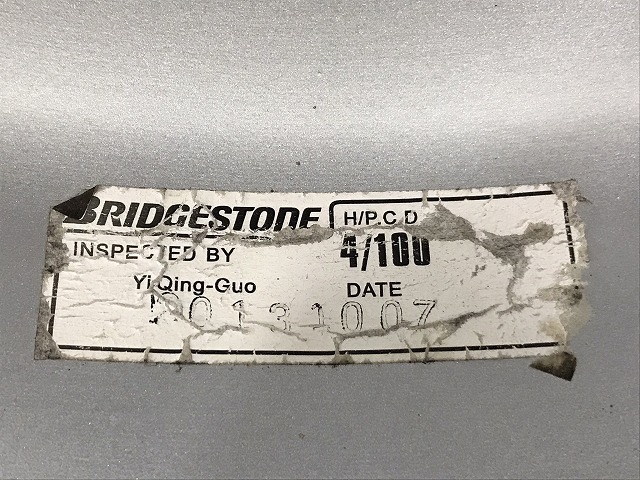 BRIDGESTONE
H/P.C D
INSPECTED BY
4/100
Yi Qing-Guo
DATE
20131007